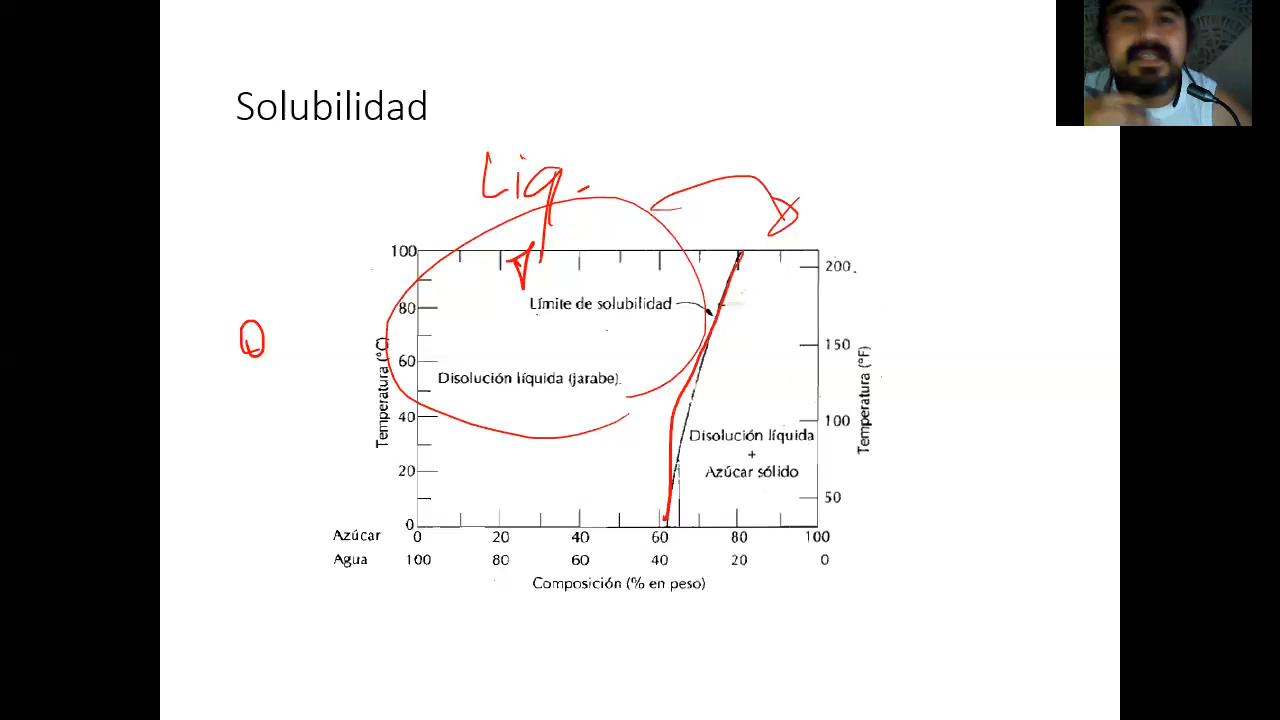 Solubilidad
Liq.
Q
100
80
60
40
20
0
Temperatura (°C)
Límite de solubilidad
Disolución líquida (jarabe)
Disolución líquida
+
Azúcar sólido
200
150
100
50
Temperatura (°F)
Azúcar 0 20 40 60 80 100
Agua 100 80 60 40 20 0
Composición (% en peso)